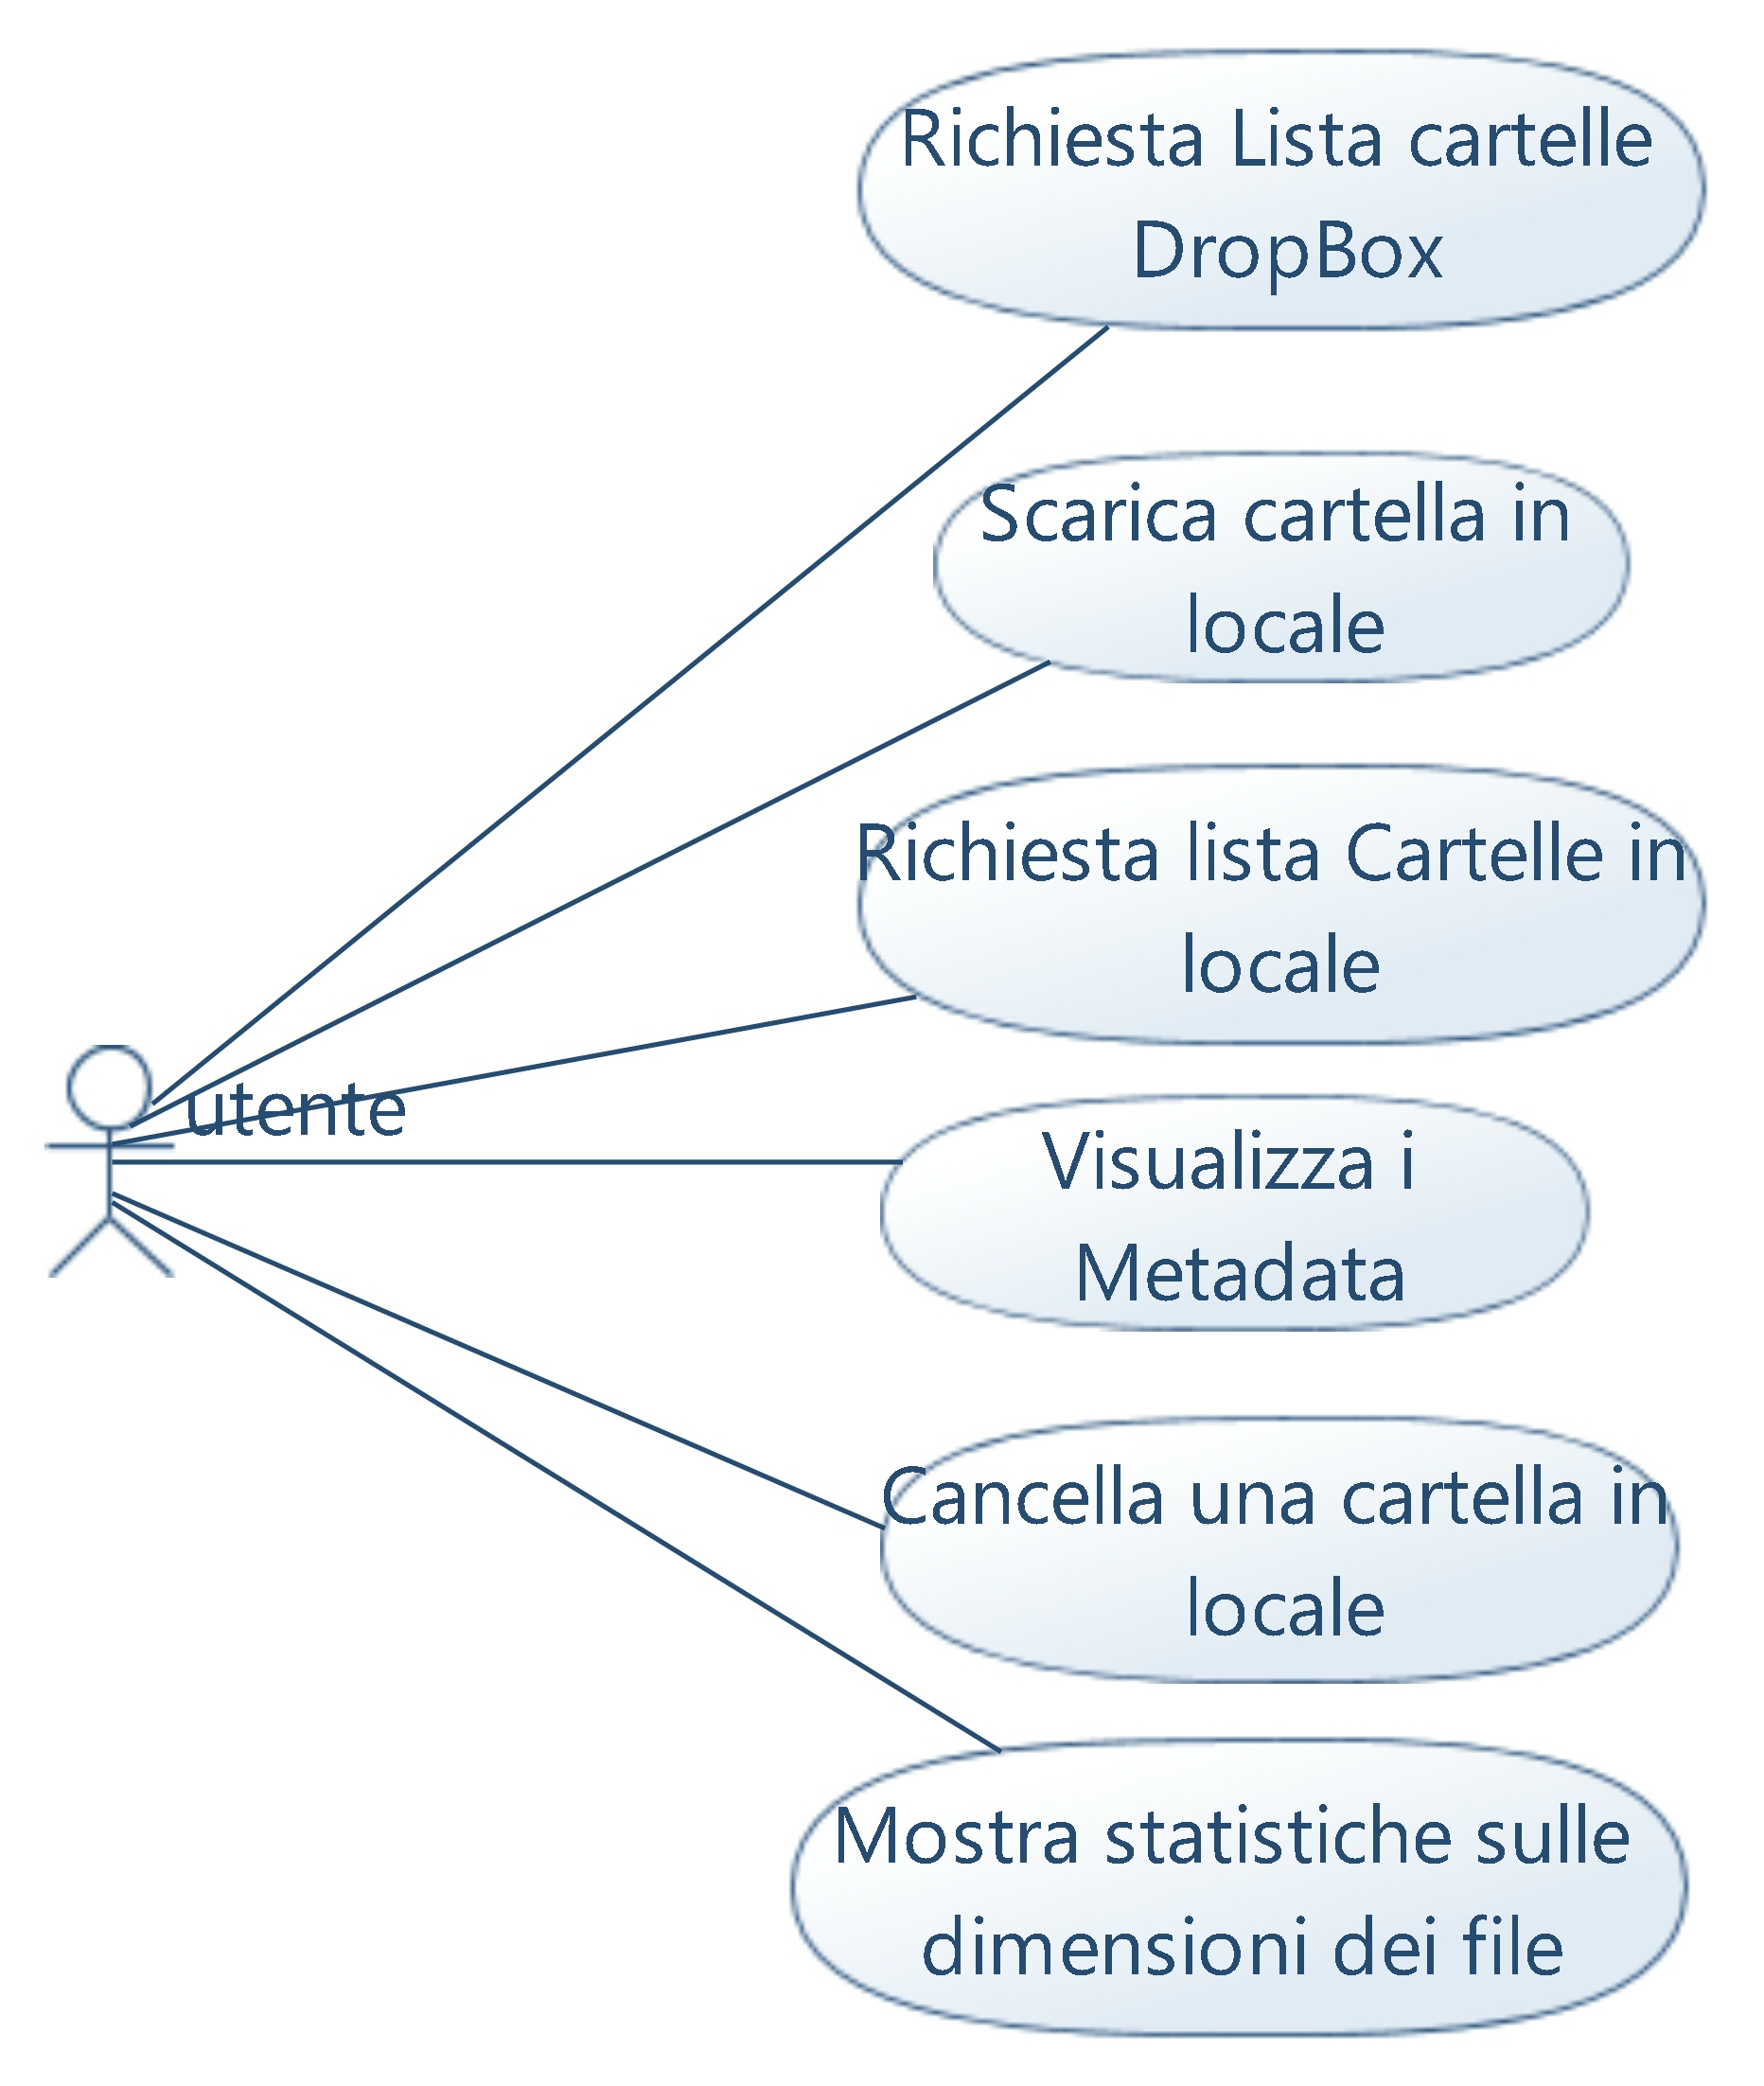 Richiesta Lista cartelle
DropBox
Scarica cartella in
locale
Richiesta lista Cartelle in
locale
utente
Visualizza i
Metadata
Cancella una cartella in
locale
Mostra statistiche sulle
dimensioni dei file